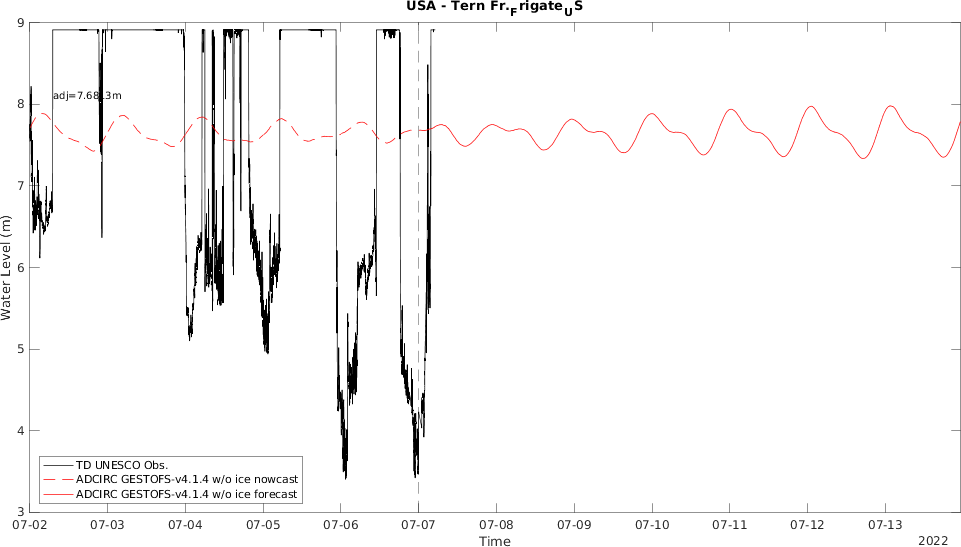 USA - Tern Fr.FrigateUS
9
8
7
6
5
4
3
Water Level (m)
adj=7.6813m
TD UNESCO Obs.
ADCIRC GESTOFS-v4.1.4 w/o ice nowcast
ADCIRC GESTOFS-v4.1.4 w/o ice forecast
07-02 07-03 07-04 07-05 07-06 07-07 07-08 07-09 07-10 07-11 07-12 07-13
Time
2022